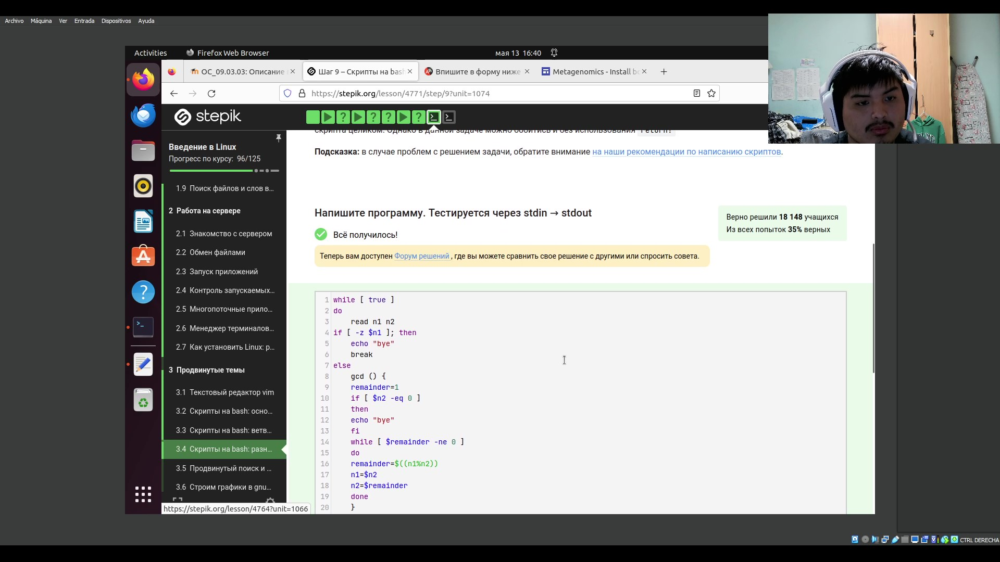 Archivo Máquina Ver Entrada Dispositivos Ayuda
Activities Firefox Web Browser мая 13 16:40
ОС_09.03.03: Описание Шаг 9 – Скрипты на bash Впишите в форму ниже Metagenomics - Install
https://stepik.org/lesson/4771/step/9?unit=1074
stepik
Введение в Linux
Прогресс по курсу: 96/125
1.9 Поиск файлов и слов в...
2 Работа на сервере
2.1 Знакомство с сервером
2.2 Обмен файлами
2.3 Запуск приложений
2.4 Контроль запускаемых...
2.5 Многопоточные прило...
2.6 Менеджер терминалов...
2.7 Как установить Linux: р...
3 Продвинутые темы
3.1 Текстовый редактор vim
3.2 Скрипты на bash: осно...
3.3 Скрипты на bash: ветв...
3.4 Скрипты на bash: разн...
3.5 Продвинутый поиск и ...
3.6 Строим графики в gnu...
https://stepik.org/lesson/4764?unit=1066
скрипта целиком. Однако в данной задаче можно обойтись и без использования return!
Подсказка: в случае проблем с решением задачи, обратите внимание на наши рекомендации по написанию скриптов.
Напишите программу. Тестируется через stdin → stdout
Всё получилось!
Теперь вам доступен Форум решений , где вы можете сравнить свое решение с другими или спросить совета.
Верно решили 18 148 учащихся
Из всех попыток 35% верных
1 while [ true ]
2 do
3 read n1 n2
4 if [ -z $n1 ]; then
5 echo "bye"
6 break
7 else
8 gcd () {
9 remainder=1
10 if [ $n2 -eq 0 ]
11 then
12 echo "bye"
13 fi
14 while [ $remainder -ne 0 ]
15 do
16 remainder=$((n1%n2))
17 n1=$n2
18 n2=$remainder
19 done
20 }
CTRL DERECHA